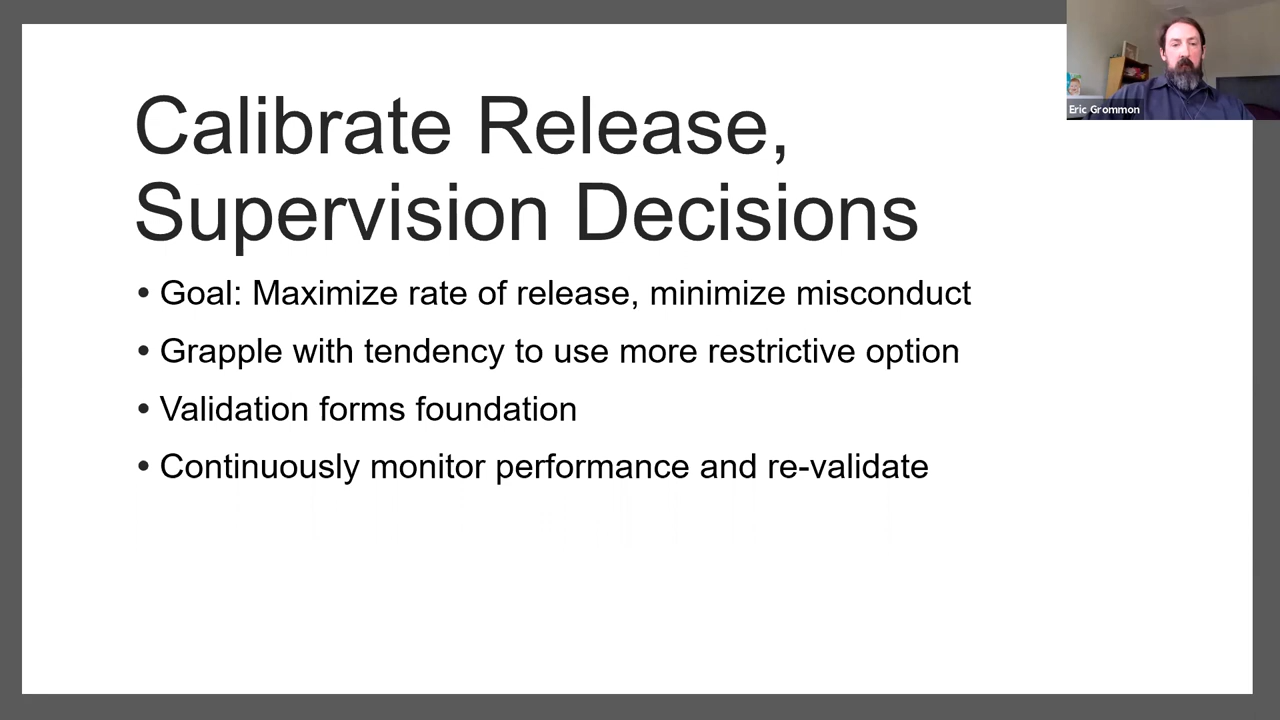 Calibrate Release,
Supervision Decisions
• Goal: Maximize rate of release, minimize misconduct
• Grapple with tendency to use more restrictive option
• Validation forms foundation
• Continuously monitor performance and re-validate
Eric Grommon